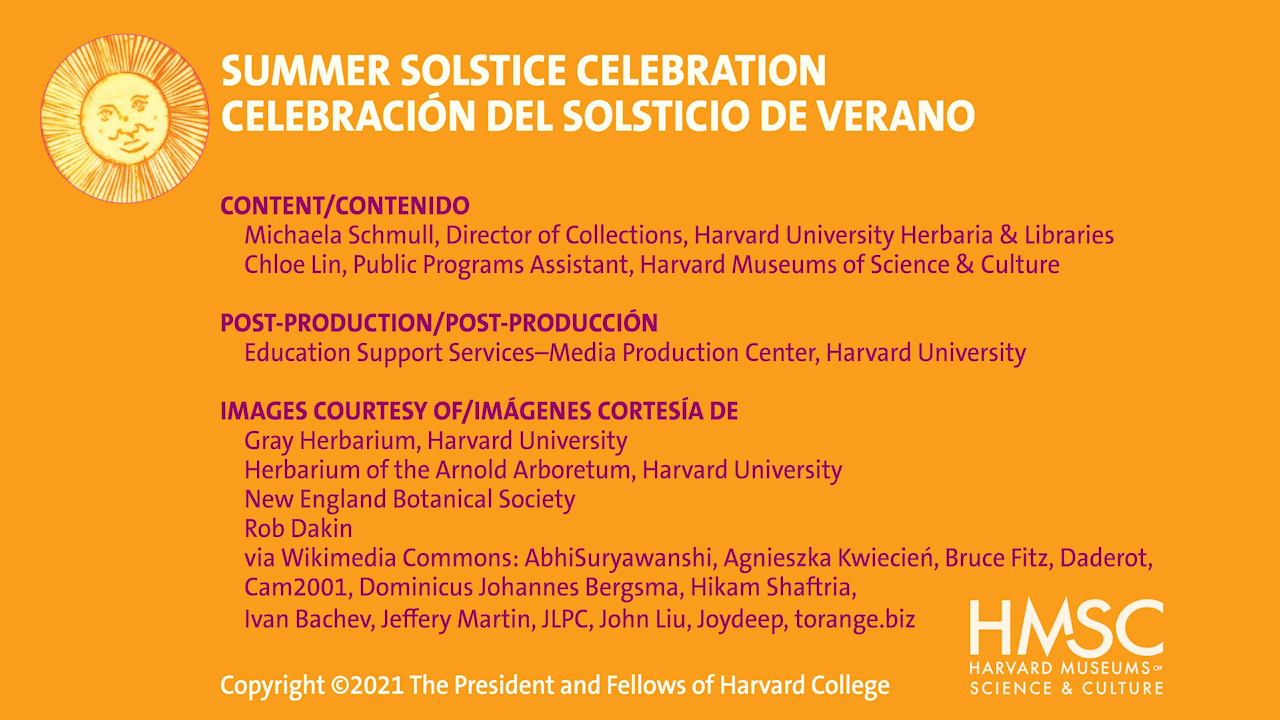 SUMMER SOLSTICE CELEBRATION
CELEBRACIÓN DEL SOLSTICIO DE VERANO
CONTENT/CONTENIDO
Michaela Schmull, Director of Collections, Harvard University Herbaria & Libraries
Chloe Lin, Public Programs Assistant, Harvard Museums of Science & Culture
POST-PRODUCTION/POST-PRODUCCIÓN
Education Support Services–Media Production Center, Harvard University
IMAGES COURTESY OF/IMÁGENES CORTESÍA DE
Gray Herbarium, Harvard University
Herbarium of the Arnold Arboretum, Harvard University
New England Botanical Society
Rob Dakin
via Wikimedia Commons: AbhiSuryawanshi, Agnieszka Kwiecień, Bruce Fitz, Daderot,
Cam2001, Dominicus Johannes Bergsma, Hikam Shaftria,
Ivan Bachev, Jeffery Martin, JLPC, John Liu, Joydeep, torange.biz
HMSC
HARVARD MUSEUMS OF
SCIENCE & CULTURE
Copyright ©2021 The President and Fellows of Harvard College